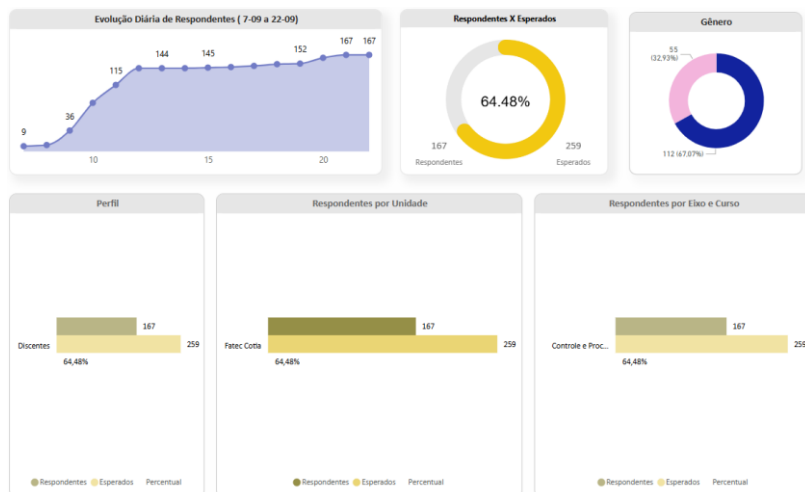 Evolução Diária de Respondentes ( 7-09 a 22-09)
9
36
115
144
145
152
167
167
10
15
20
Respondentes X Esperados
64.48%
167
Respondentes
259
Esperados
Gênero
55
(32,93%)
112 (67,07%)
Perfil
Discentes
167
259
64,48%
Respondentes Esperados Percentual
Respondentes por Unidade
Fatec Cotia
167
259
64,48%
Respondentes Esperados Percentual
Respondentes por Eixo e Curso
Controle e Proc...
167
259
64,48%
Respondentes Esperados Percentual